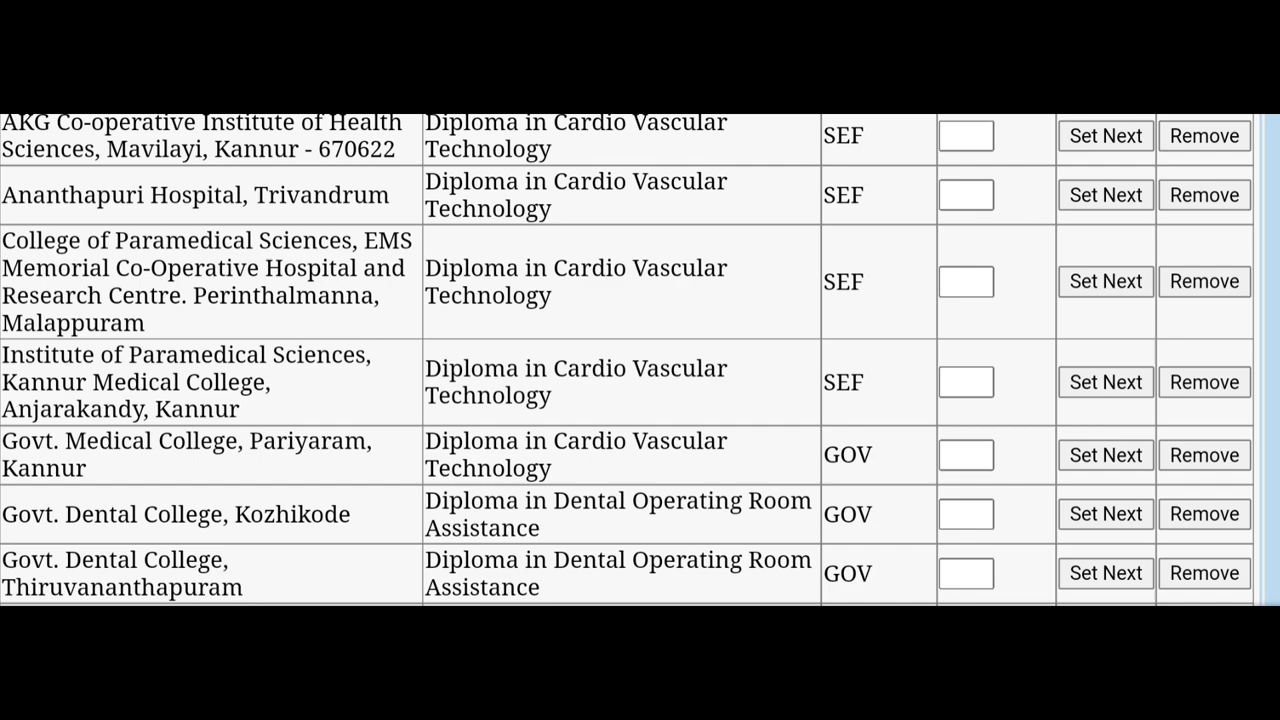 AKG Co-operative Institute of Health
Sciences, Mavilayi, Kannur - 670622
Diploma in Cardio Vascular
Technology
SEF
Set Next
Remove
Ananthapuri Hospital, Trivandrum
Diploma in Cardio Vascular
Technology
SEF
Set Next
Remove
College of Paramedical Sciences, EMS
Memorial Co-Operative Hospital and
Research Centre. Perinthalmanna,
Malappuram
Diploma in Cardio Vascular
Technology
SEF
Set Next
Remove
Institute of Paramedical Sciences,
Kannur Medical College,
Anjarakandy, Kannur
Diploma in Cardio Vascular
Technology
SEF
Set Next
Remove
Govt. Medical College, Pariyaram,
Kannur
Diploma in Cardio Vascular
Technology
GOV
Set Next
Remove
Govt. Dental College, Kozhikode
Diploma in Dental Operating Room
Assistance
GOV
Set Next
Remove
Govt. Dental College,
Thiruvananthapuram
Diploma in Dental Operating Room
Assistance
GOV
Set Next
Remove